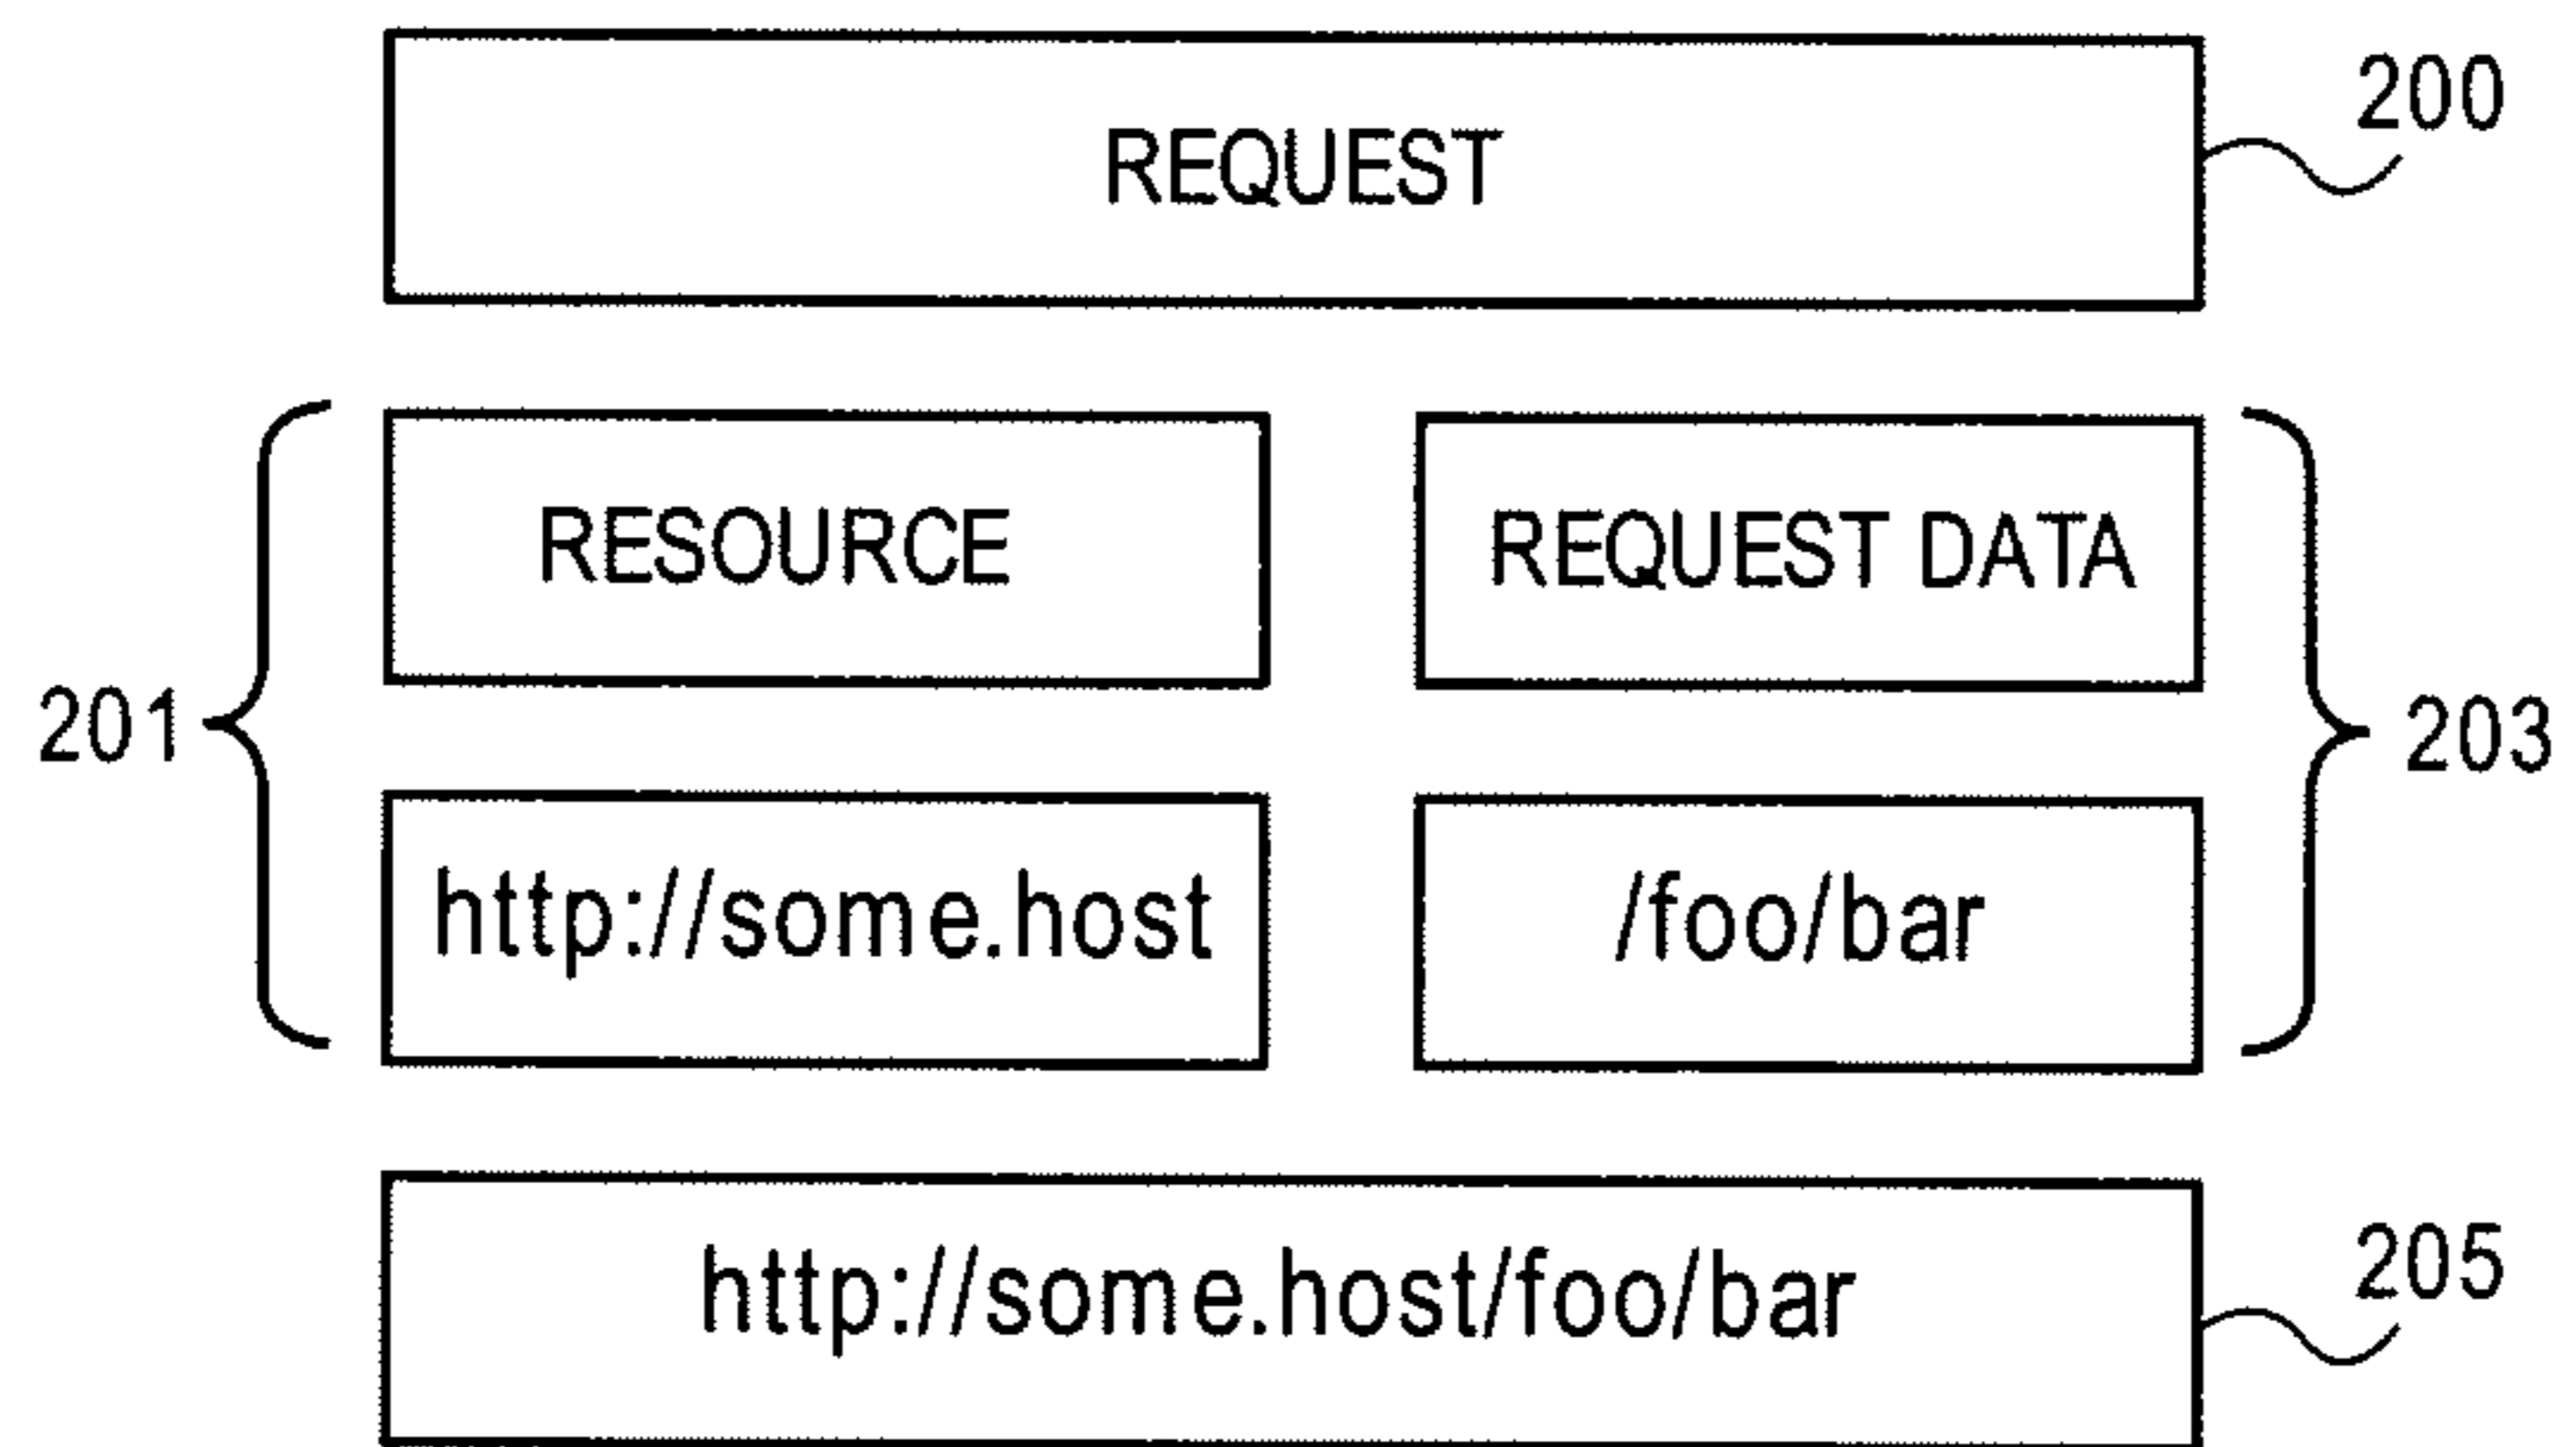 REQUEST
200
RESOURCE
REQUEST DATA
201
203
http://some.host
/foo/bar
http://some.host/foo/bar
205